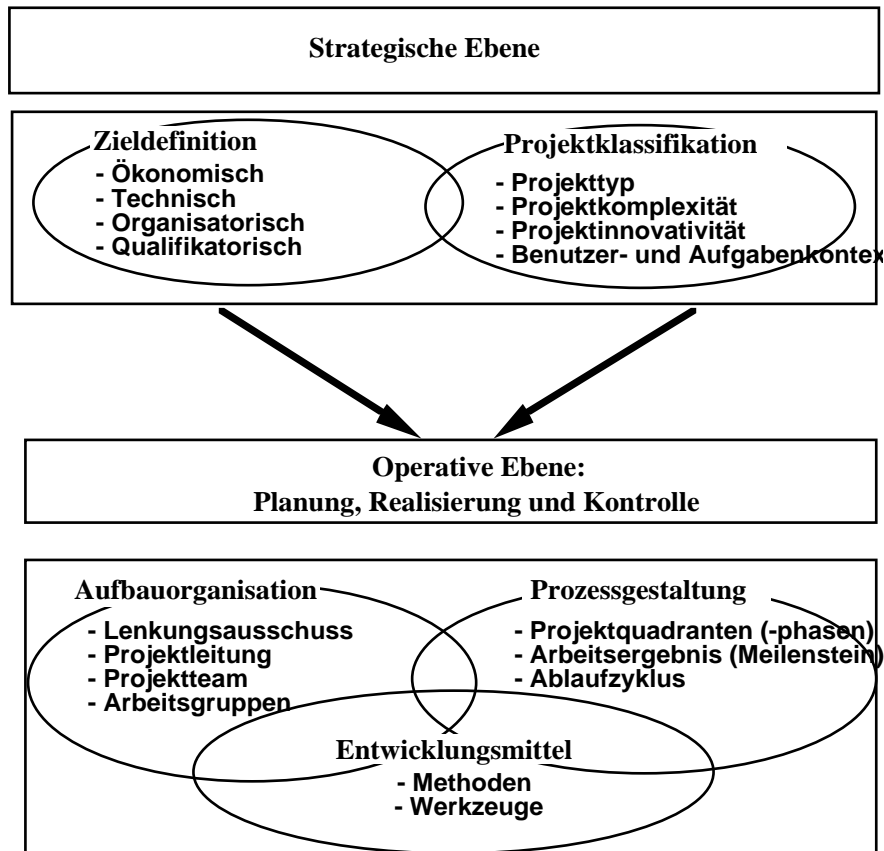 Strategische Ebene
Zieldefinition
- Ökonomisch
- Technisch
- Organisatorisch
- Qualifikatorisch
Projektklassifikation
- Projekttyp
- Projektkomplexität
- Projektinnovativität
- Benutzer- und Aufgabenkontex
Operative Ebene:
Planung, Realisierung und Kontrolle
Aufbauorganisation
- Lenkungsausschuss
- Projektleitung
- Projektteam
- Arbeitsgruppen
Prozessgestaltung
- Projektquadranten (-phasen)
- Arbeitsergebnis (Meilenstein)
- Ablaufzyklus
Entwicklungsmittel
- Methoden
- Werkzeuge